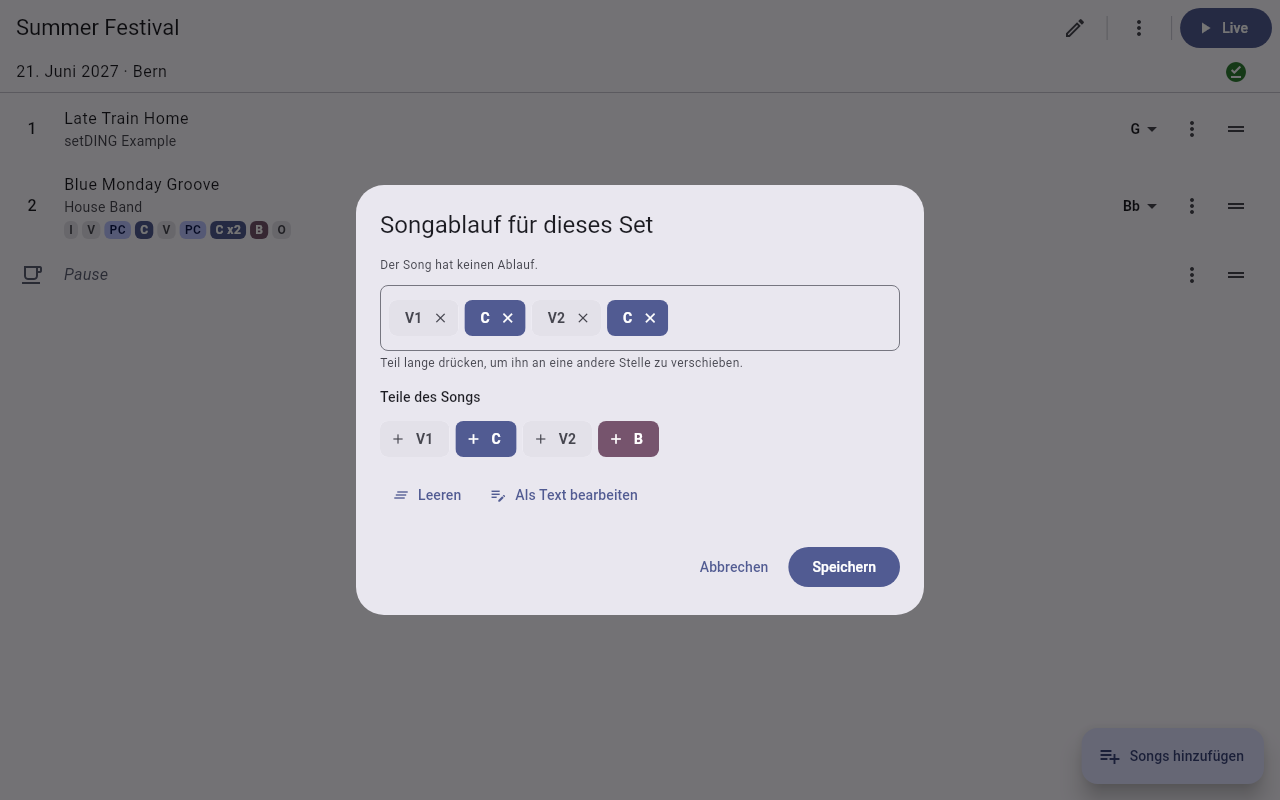 Summer Festival
Live
21. Juni 2027 · Bern
1
Late Train Home
setDING Example
G
2
Blue Monday Groove
House Band
I V PC C V PC C x2 B O
Bb
Pause
Songablauf für dieses Set
Der Song hat keinen Ablauf.
V1 C V2 C
Teil lange drücken, um ihn an eine andere Stelle zu verschieben.
Teile des Songs
V1 C V2 B
Leeren Als Text bearbeiten
Abbrechen Speichern
Songs hinzufügen